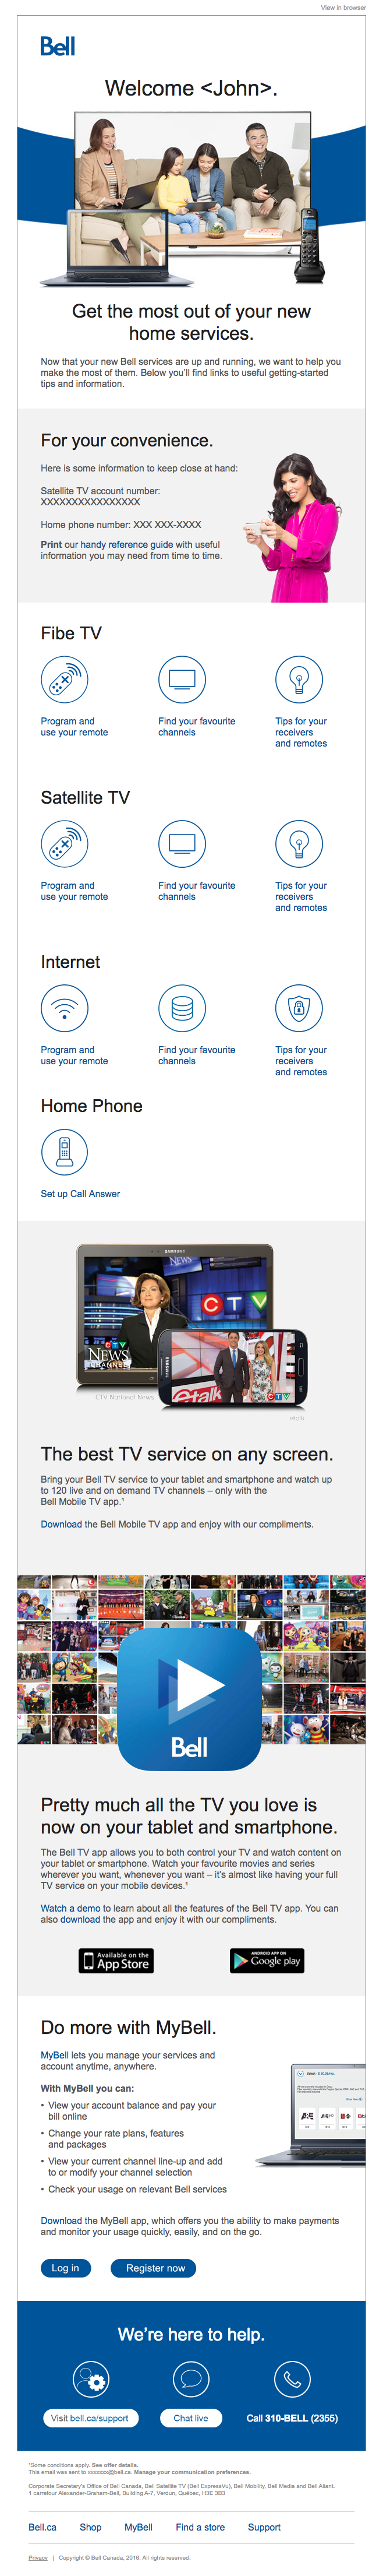 View in browser
Bell
Welcome <John>.
Get the most out of your new
home services.
Now that your new Bell services are up and running, we want to help you
make the most of them. Below you'll find links to useful getting-started
tips and information.
For your convenience.
Here is some information to keep close at hand:
Satellite TV account number:
XXXXXXXXXXXXXXXX
Home phone number: XXX XXX-XXXX
Print our handy reference guide with useful
information you may need from time to time.
Fibe TV
Program and
use your remote
Find your favourite
channels
Tips for your
receivers
and remotes
Satellite TV
Program and
use your remote
Find your favourite
channels
Tips for your
receivers
and remotes
Internet
Program and
use your remote
Find your favourite
channels
Tips for your
receivers
and remotes
Home Phone
Set up Call Answer
SAMSUNG
NEWS
CTV
CTV
NEWS
CHANNEL
SAMSUNG
etalk
CTV
CTV National News
etalk
The best TV service on any screen.
Bring your Bell TV service to your tablet and smartphone and watch up
to 120 live and on demand TV channels – only with the
Bell Mobile TV app.¹
Download the Bell Mobile TV app and enjoy with our compliments.
Bell
Pretty much all the TV you love is
now on your tablet and smartphone.
The Bell TV app allows you to both control your TV and watch content on
your tablet or smartphone. Watch your favourite movies and series
wherever you want, whenever you want – it's almost like having your full
TV service on your mobile devices.¹
Watch a demo to learn about all the features of the Bell TV app. You can
also download the app and enjoy it with our compliments.
Available on the
App Store
ANDROID APP ON
Google play
Do more with MyBell.
MyBell lets you manage your services and
account anytime, anywhere.
With MyBell you can:
• View your account balance and pay your
bill online
• Change your rate plans, features
and packages
• View your current channel line-up and add
to or modify your channel selection
• Check your usage on relevant Bell services
A&E
Download the MyBell app, which offers you the ability to make payments
and monitor your usage quickly, easily, and on the go.
Log in
Register now
We're here to help.
Visit bell.ca/support
Chat live
Call 310-BELL (2355)
¹Some conditions apply. See offer details.
This email was sent to xxxxxxx@bell.ca. Manage your communication preferences.
Corporate Secretary's Office of Bell Canada, Bell Satellite TV (Bell ExpressVu), Bell Mobility, Bell Media and Bell Aliant.
1 carrefour Alexander-Graham-Bell, Building A-7, Verdun, Québec, H3E 3B3
Bell.ca
Shop
MyBell
Find a store
Support
Privacy | Copyright © Bell Canada, 2016. All rights reserved.